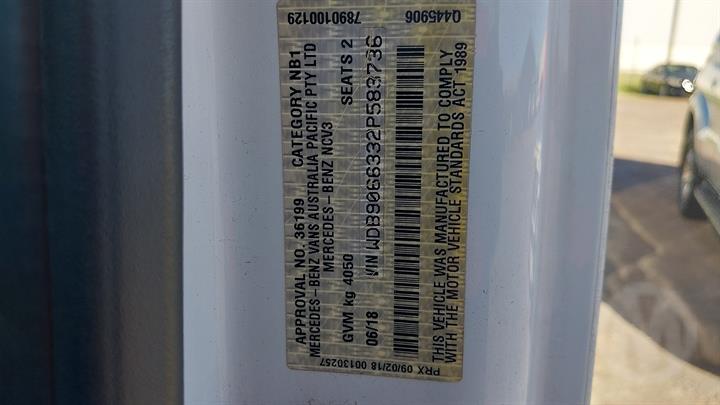 7890100129 Q445906
APPROVAL NO. 36199 CATEGORY NB1
MERCEDES-BENZ VANS AUSTRALIA PACIFIC PTY LTD
MERCEDES-BENZ NCV3
GVM kg 4050 SEATS 2
06/18 VIN WDB9066332P583736
THIS VEHICLE WAS MANUFACTURED TO COMPLY
WITH THE MOTOR VEHICLE STANDARDS ACT 1989
PRX 09/02/18 00130257